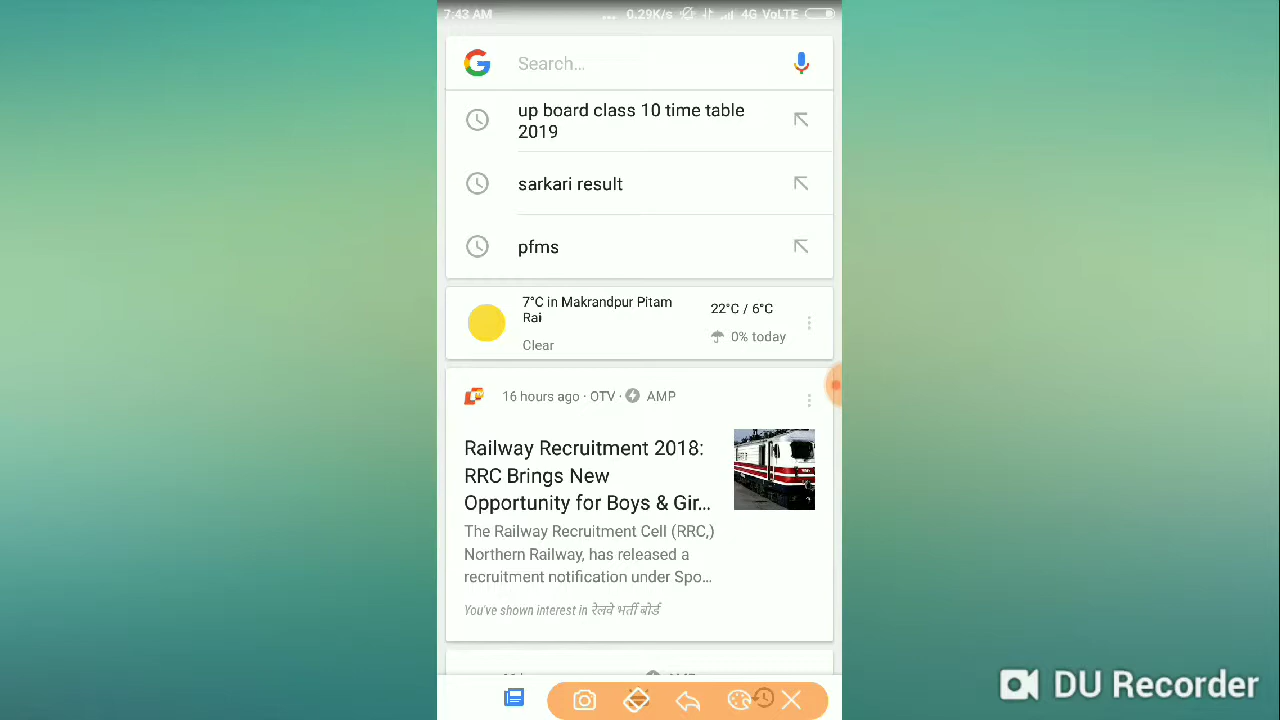 7:43 AM ... 0.29K/s 4G VoLTE
Search...
up board class 10 time table
2019
sarkari result
pfms
7°C in Makrandpur Pitam
Rai
Clear
22°C / 6°C
0% today
16 hours ago · OTV · AMP
Railway Recruitment 2018:
RRC Brings New
Opportunity for Boys & Gir...
The Railway Recruitment Cell (RRC,)
Northern Railway, has released a
recruitment notification under Spo...
You've shown interest in रेलवे भर्ती बोर्ड
DU Recorder